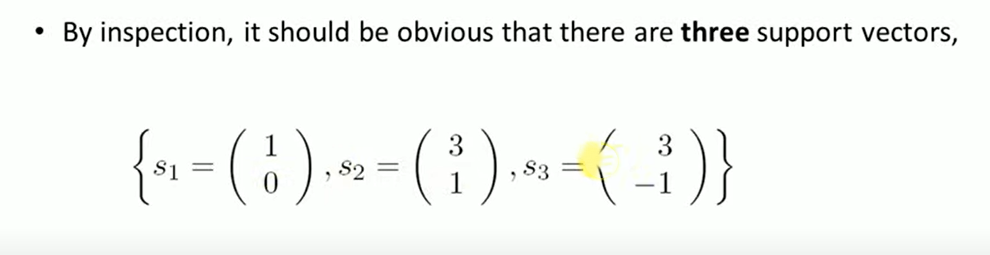 • By inspection, it should be obvious that there are three support vectors,
{s₁ = ( 1 0 ), s₂ = ( 3 1 ), s₃ = ( 3 −1 )}